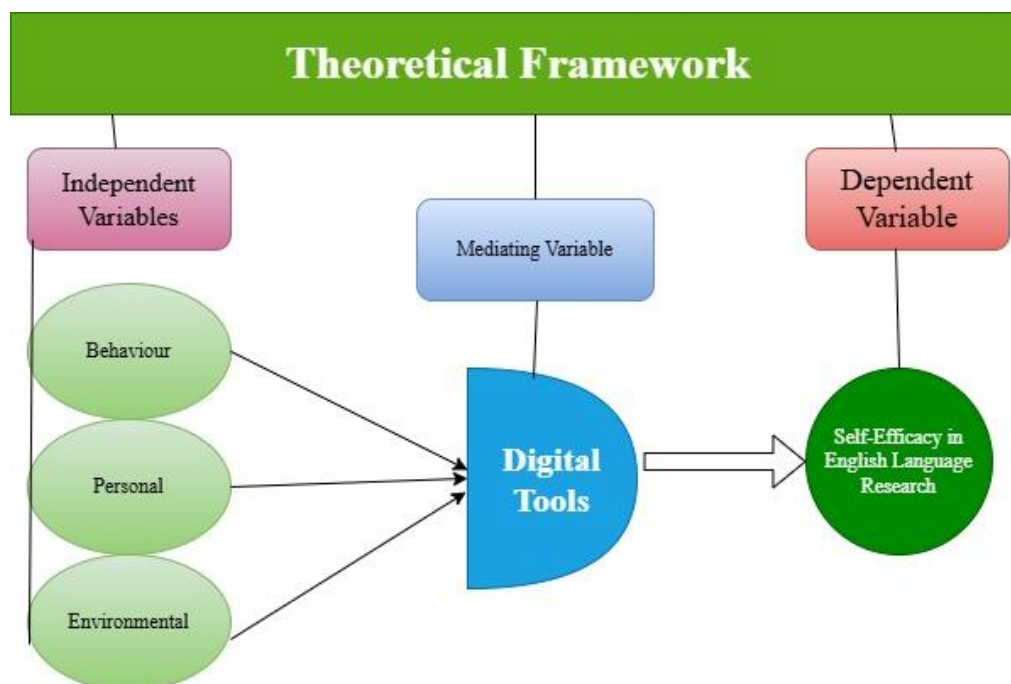 Theoretical Framework
Independent
Variables
Mediating Variable
Dependent
Variable
Behaviour
Personal
Environmental
Digital
Tools
Self-Efficacy in
English Language
Research